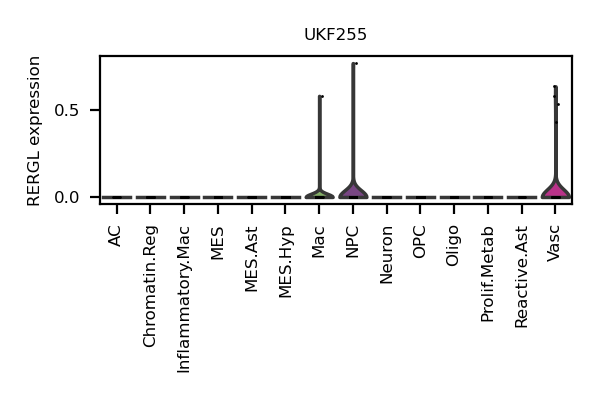 UKF255
RERGL expression
0.5
0.0
AC
Chromatin.Reg
Inflammatory.Mac
MES
MES.Ast
MES.Hyp
Mac
NPC
Neuron
OPC
Oligo
Prolif.Metab
Reactive.Ast
Vasc